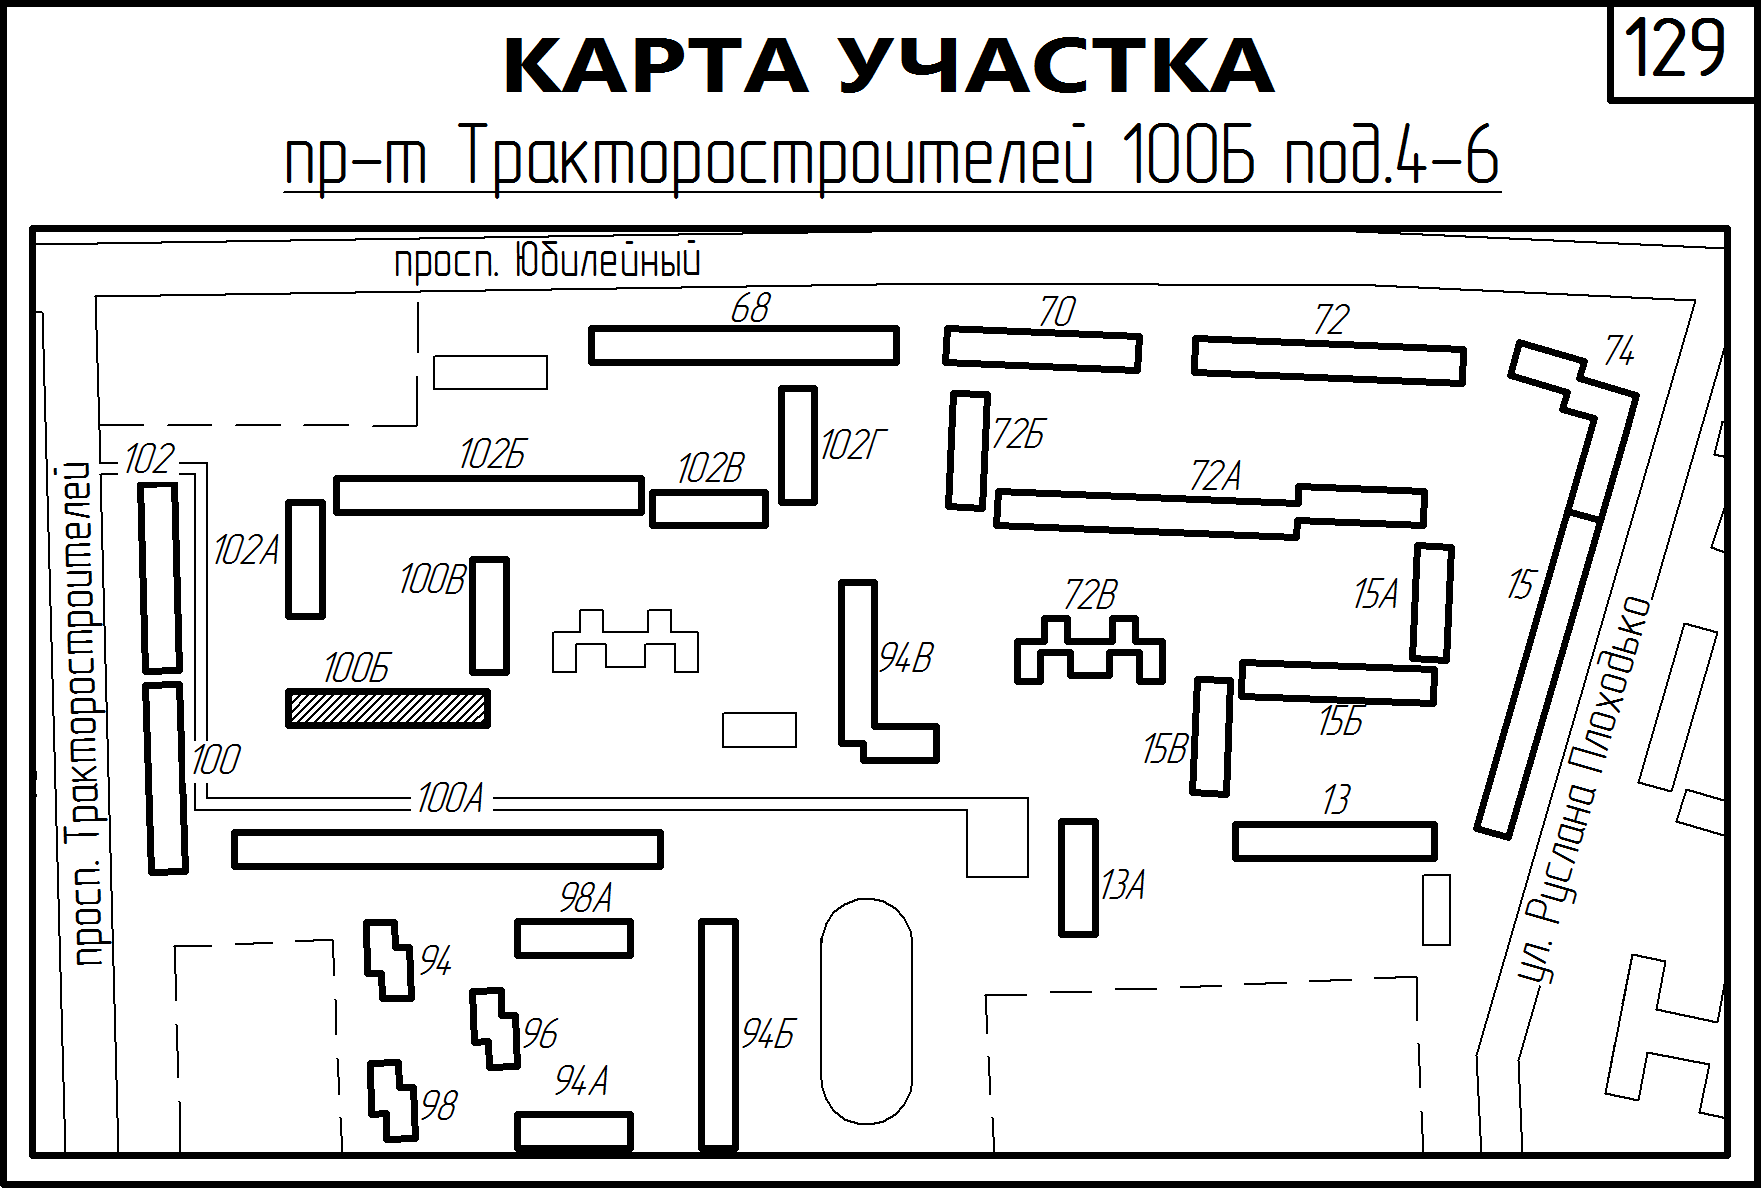 129
КАРТА УЧАСТКА
пр-т Тракторостроителей 100Б под.4-6
просп. Юбилейный
68
70
72
74
102
102Б
102В
102Г
72Б
72А
102А
100В
72В
15А
15
100Б
94В
15Б
15В
100
100А
13
13А
98А
94
96
94Б
94А
98
просп. Тракторостроителей
ул. Руслана Плоходько